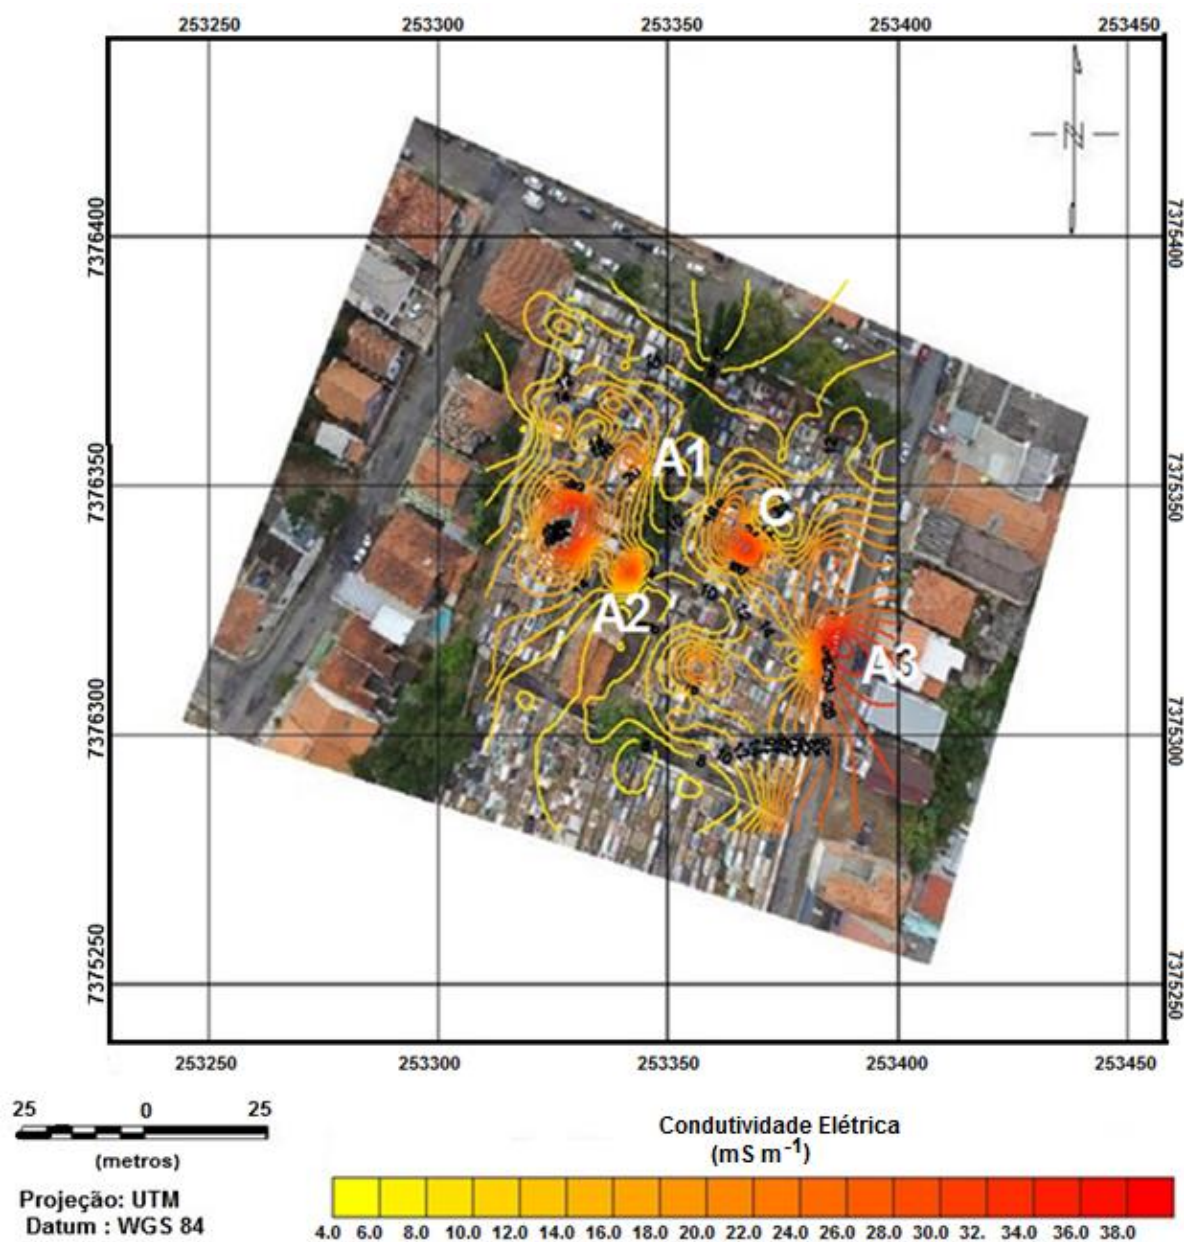 253250 253300 253350 253400 253450
7376400
7375400
7376350
7375350
7376300
7375300
7375250
7375250
N
A1
C
A2
A3
253250 253300 253350 253400 253450
25 0 25
(metros)
Projeção: UTM
Datum : WGS 84
Condutividade Elétrica
(mS m⁻¹)
4.0 6.0 8.0 10.0 12.0 14.0 16.0 18.0 20.0 22.0 24.0 26.0 28.0 30.0 32. 34.0 36.0 38.0